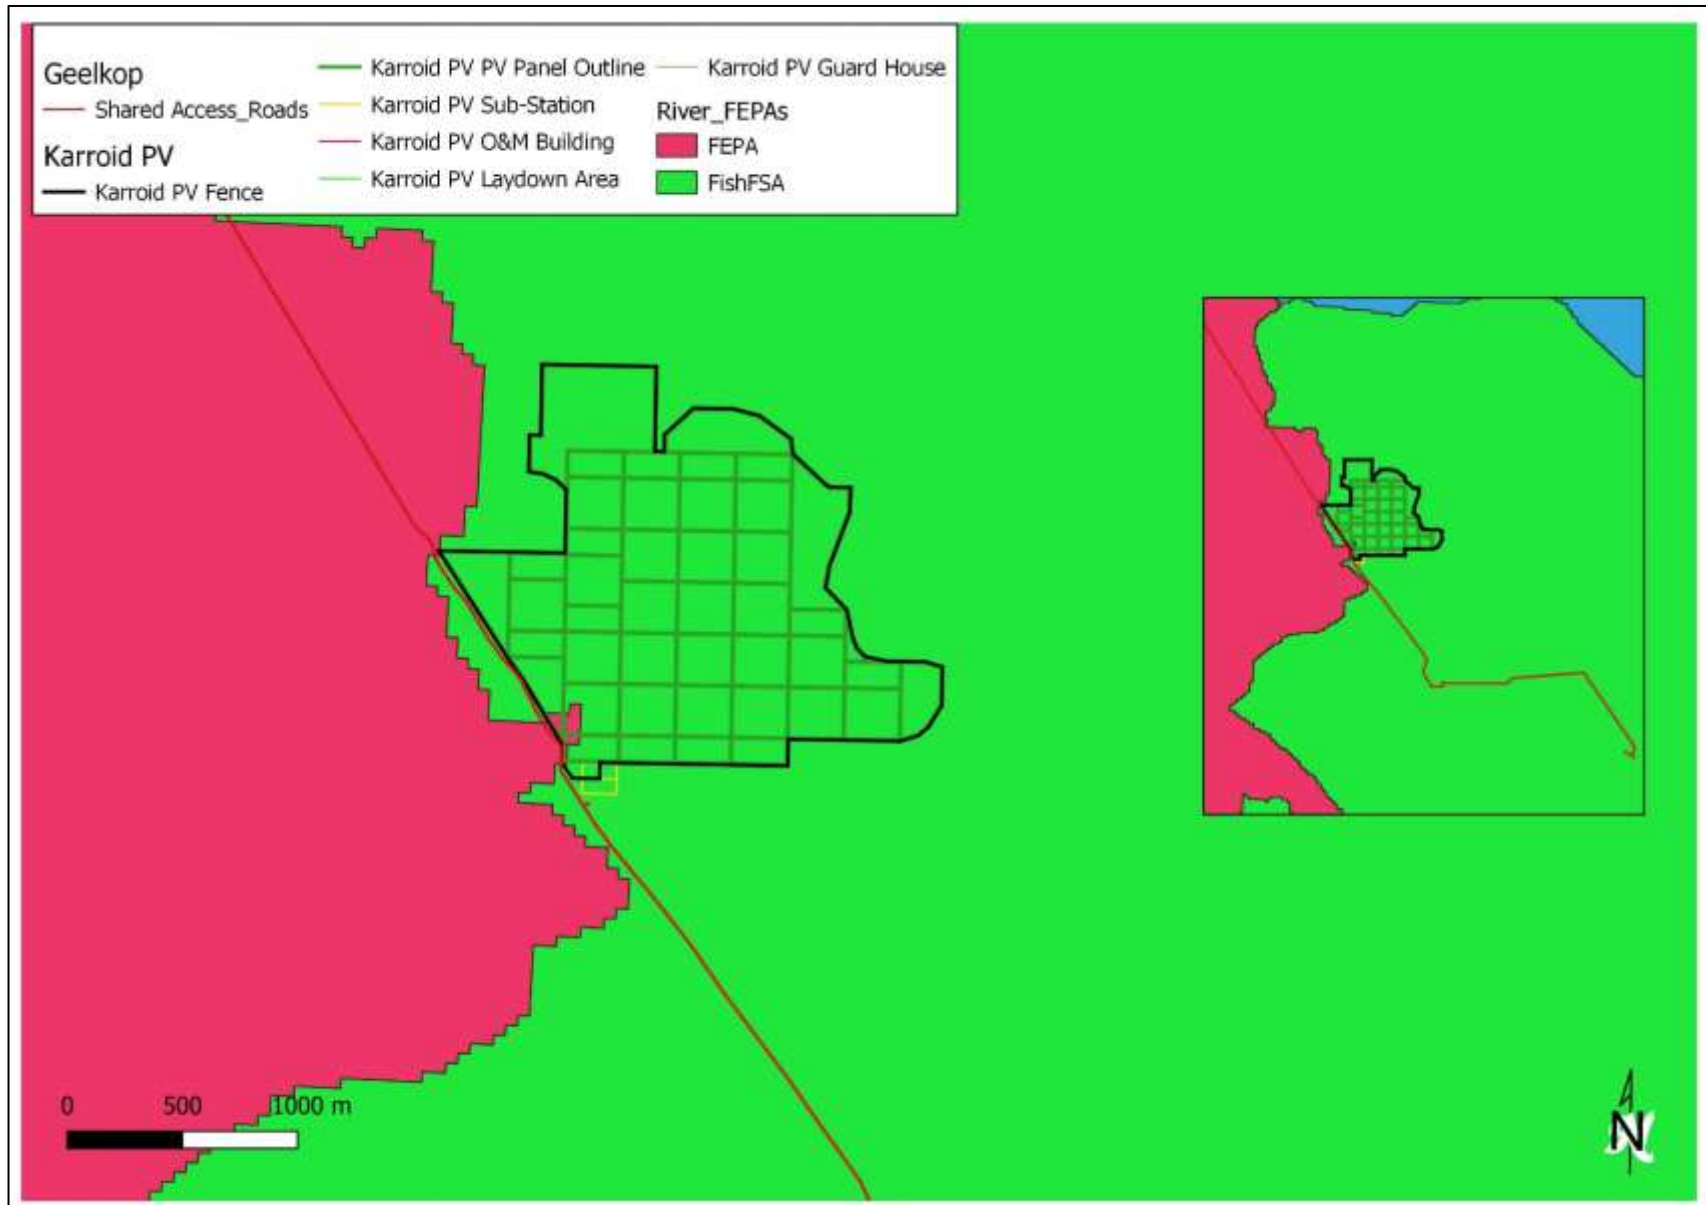 Geelkop
Shared Access_Roads
Karroid PV
Karroid PV Fence
Karroid PV PV Panel Outline
Karroid PV Sub-Station
Karroid PV O&M Building
Karroid PV Laydown Area
Karroid PV Guard House
River_FEPAs
FEPA
FishFSA
0 500 1000 m
N